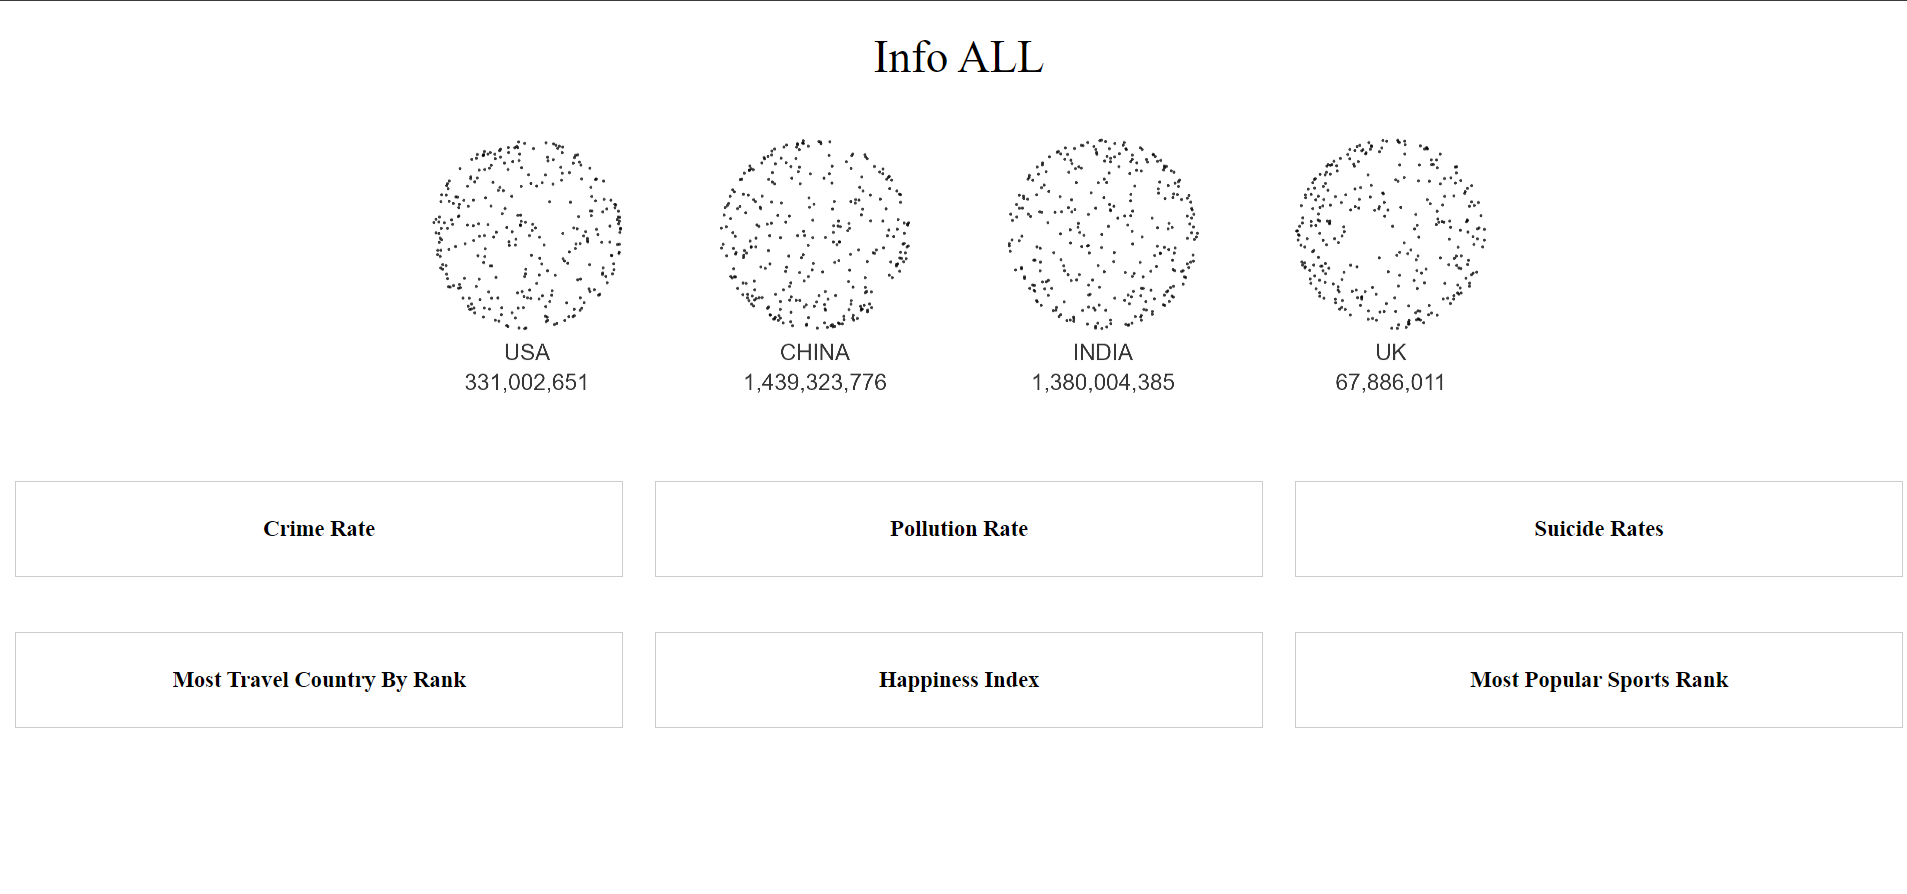 Info ALL
USA
331,002,651
CHINA
1,439,323,776
INDIA
1,380,004,385
UK
67,886,011
Crime Rate
Pollution Rate
Suicide Rates
Most Travel Country By Rank
Happiness Index
Most Popular Sports Rank